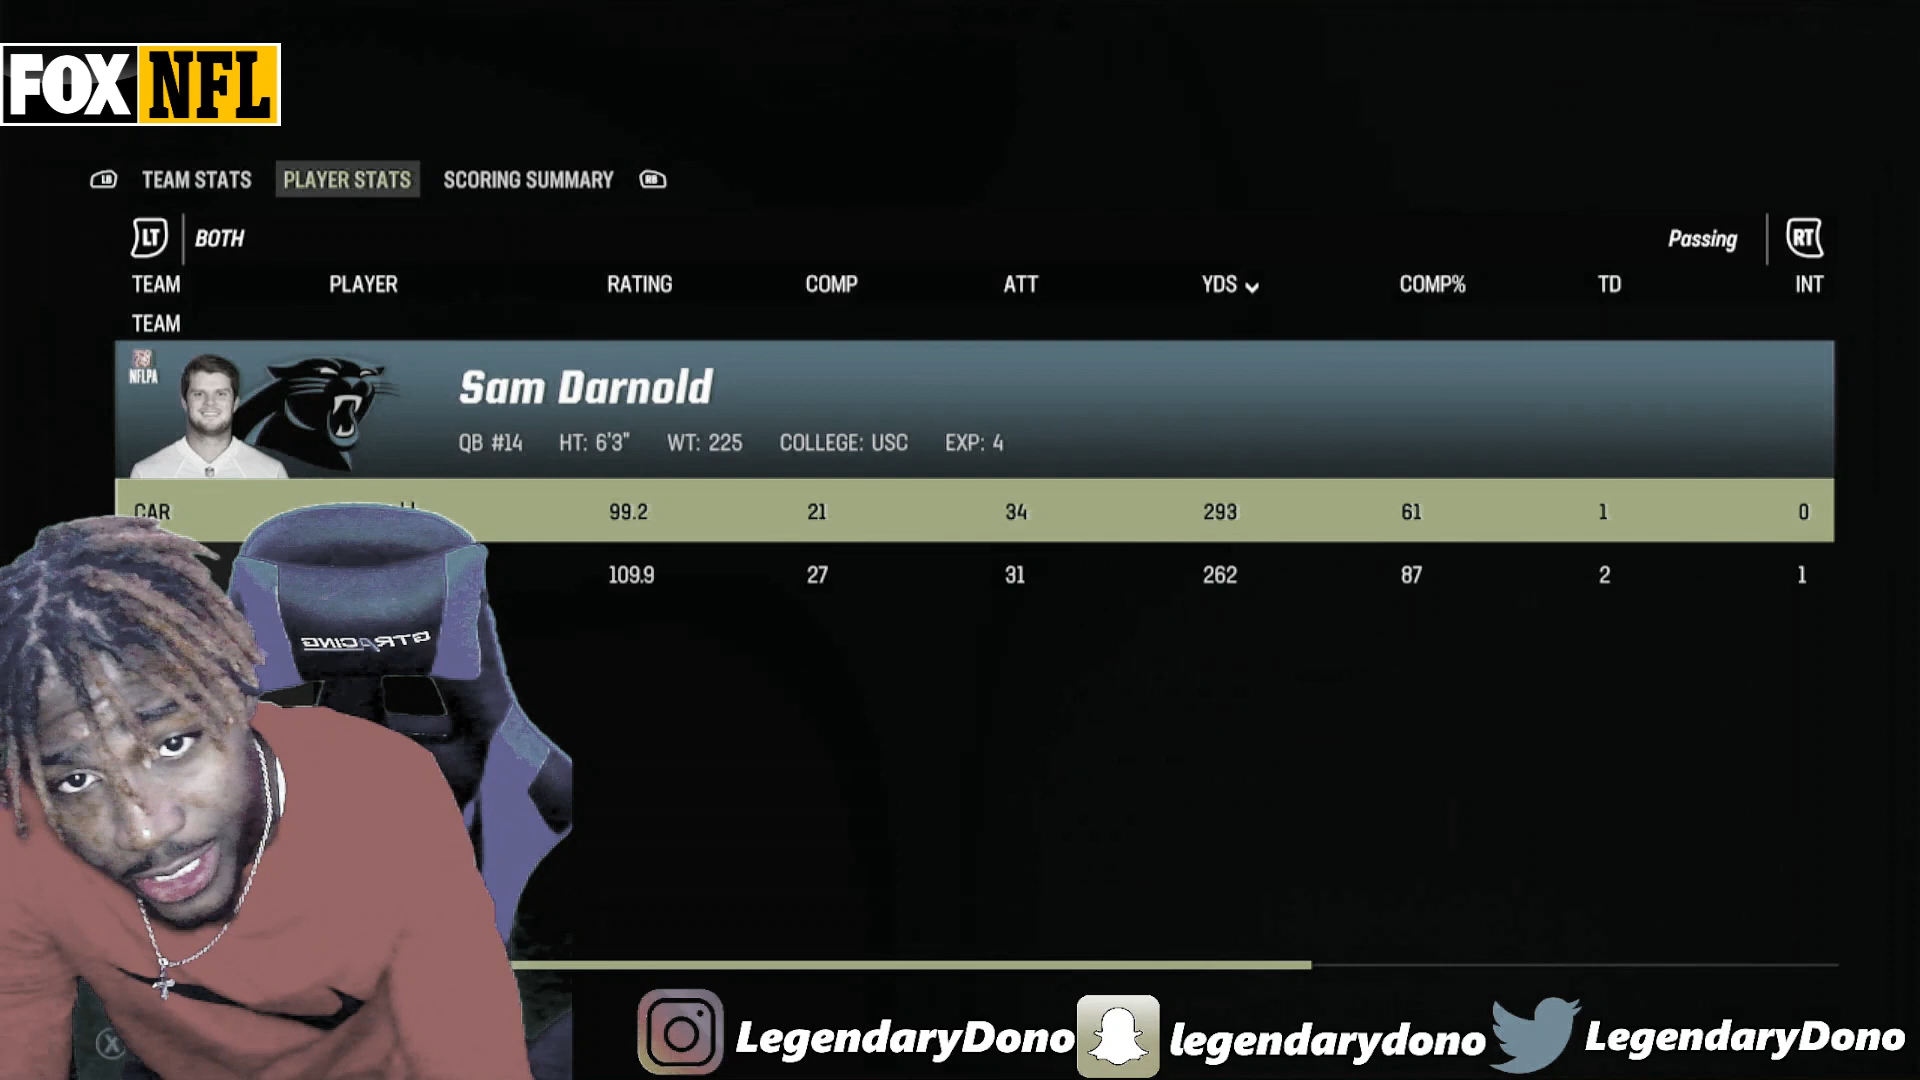 FOX NFL
LB TEAM STATS PLAYER STATS SCORING SUMMARY RB
LT BOTH Passing RT
TEAM PLAYER RATING COMP ATT YDS COMP% TD INT
TEAM
NFLPA
Sam Darnold
QB #14 HT: 6'3" WT: 225 COLLEGE: USC EXP: 4
CAR 99.2 21 34 293 61 1 0
109.9 27 31 262 87 2 1
GTRACING
X
LegendaryDono legendarydono LegendaryDono